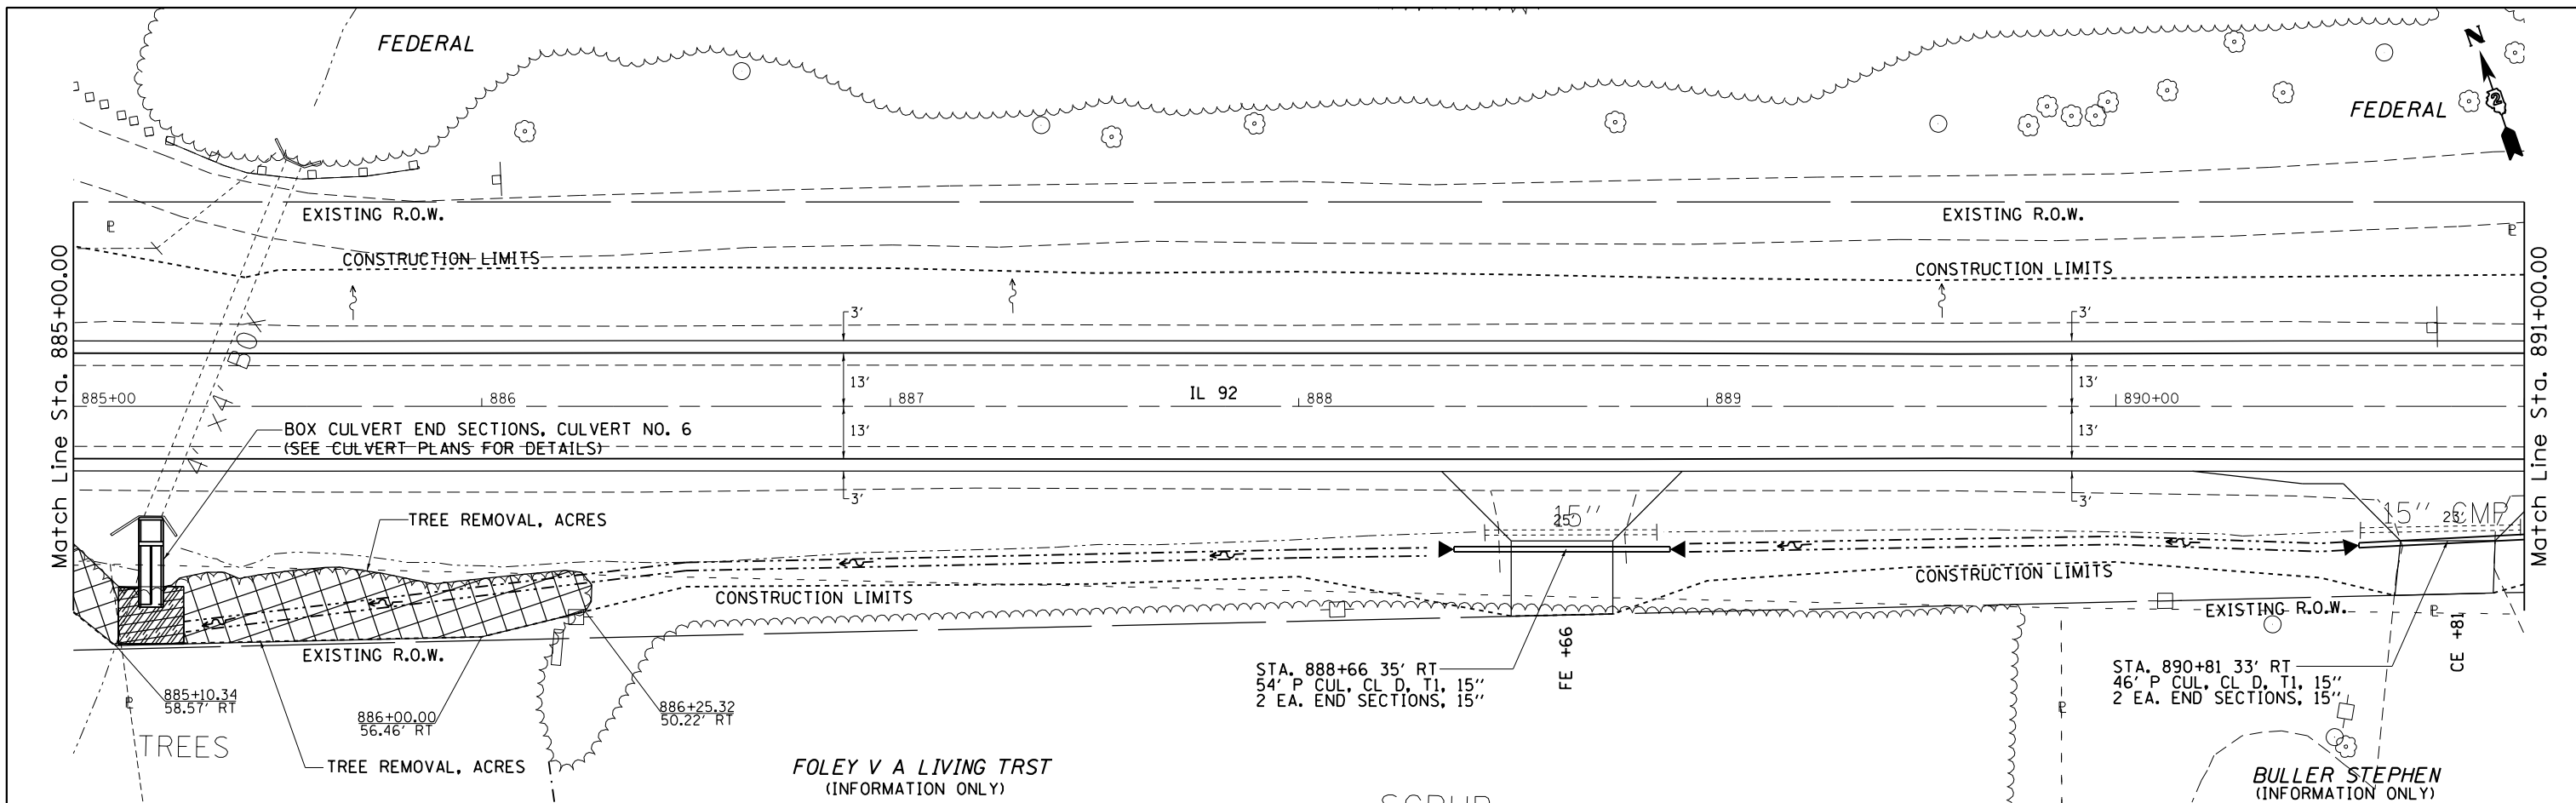 FEDERAL
N
2
FEDERAL
EXISTING R.O.W.
EXISTING R.O.W.
CONSTRUCTION LIMITS
CONSTRUCTION LIMITS
Match Line Sta. 885+00.00
Match Line Sta. 891+00.00
3'
3'
4' X4' BOX
13'
13'
885+00
886
887
IL 92
888
889
890+00
13'
13'
BOX CULVERT END SECTIONS, CULVERT NO. 6
(SEE CULVERT PLANS FOR DETAILS)
3'
3'
TREE REMOVAL, ACRES
15''
25'
15'' CMP
23'
CONSTRUCTION LIMITS
CONSTRUCTION LIMITS
EXISTING R.O.W.
EXISTING R.O.W.
STA. 888+66 35' RT
54' P CUL, CL D, T1, 15''
2 EA. END SECTIONS, 15''
FE +66
STA. 890+81 33' RT
46' P CUL, CL D, T1, 15''
2 EA. END SECTIONS, 15''
CE +81
885+10.34
58.57' RT
886+00.00
56.46' RT
886+25.32
50.22' RT
TREES
TREE REMOVAL, ACRES
FOLEY V A LIVING TRST
(INFORMATION ONLY)
BULLER STEPHEN
(INFORMATION ONLY)